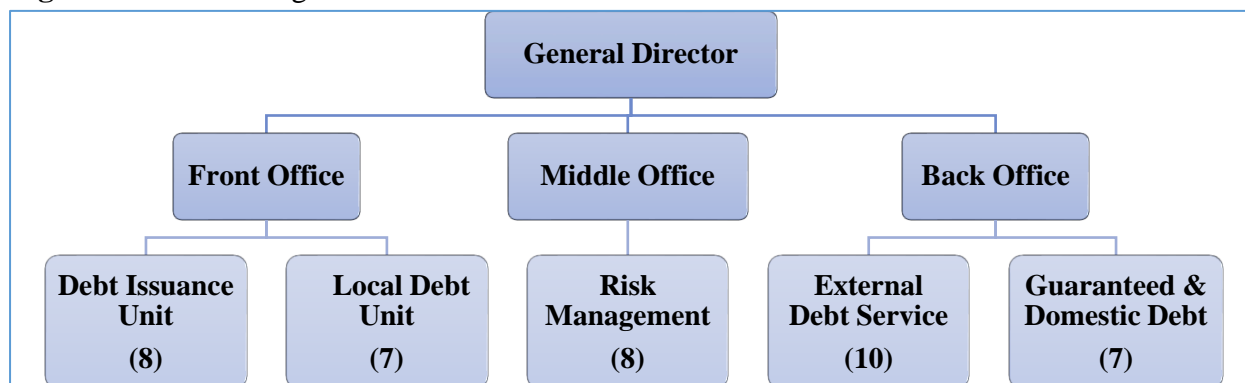 General Director
Front Office
Middle Office
Back Office
Debt Issuance
Unit
(8)
Local Debt
Unit
(7)
Risk
Management
(8)
External
Debt Service
(10)
Guaranteed &
Domestic Debt
(7)